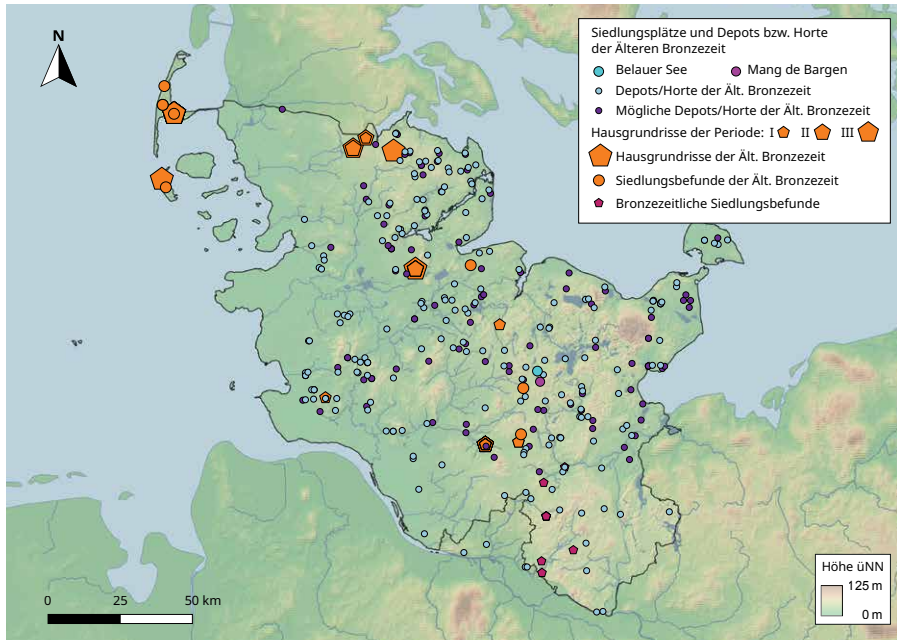 N
Siedlungsplätze und Depots bzw. Horte
der Älteren Bronzezeit
Belauer See Mang de Bargen
Depots/Horte der Ält. Bronzezeit
Mögliche Depots/Horte der Ält. Bronzezeit
Hausgrundrisse der Periode: I II III
Hausgrundrisse der Ält. Bronzezeit
Siedlungsbefunde der Ält. Bronzezeit
Bronzezeitliche Siedlungsbefunde
Höhe üNN
125 m
0 m
0 25 50 km